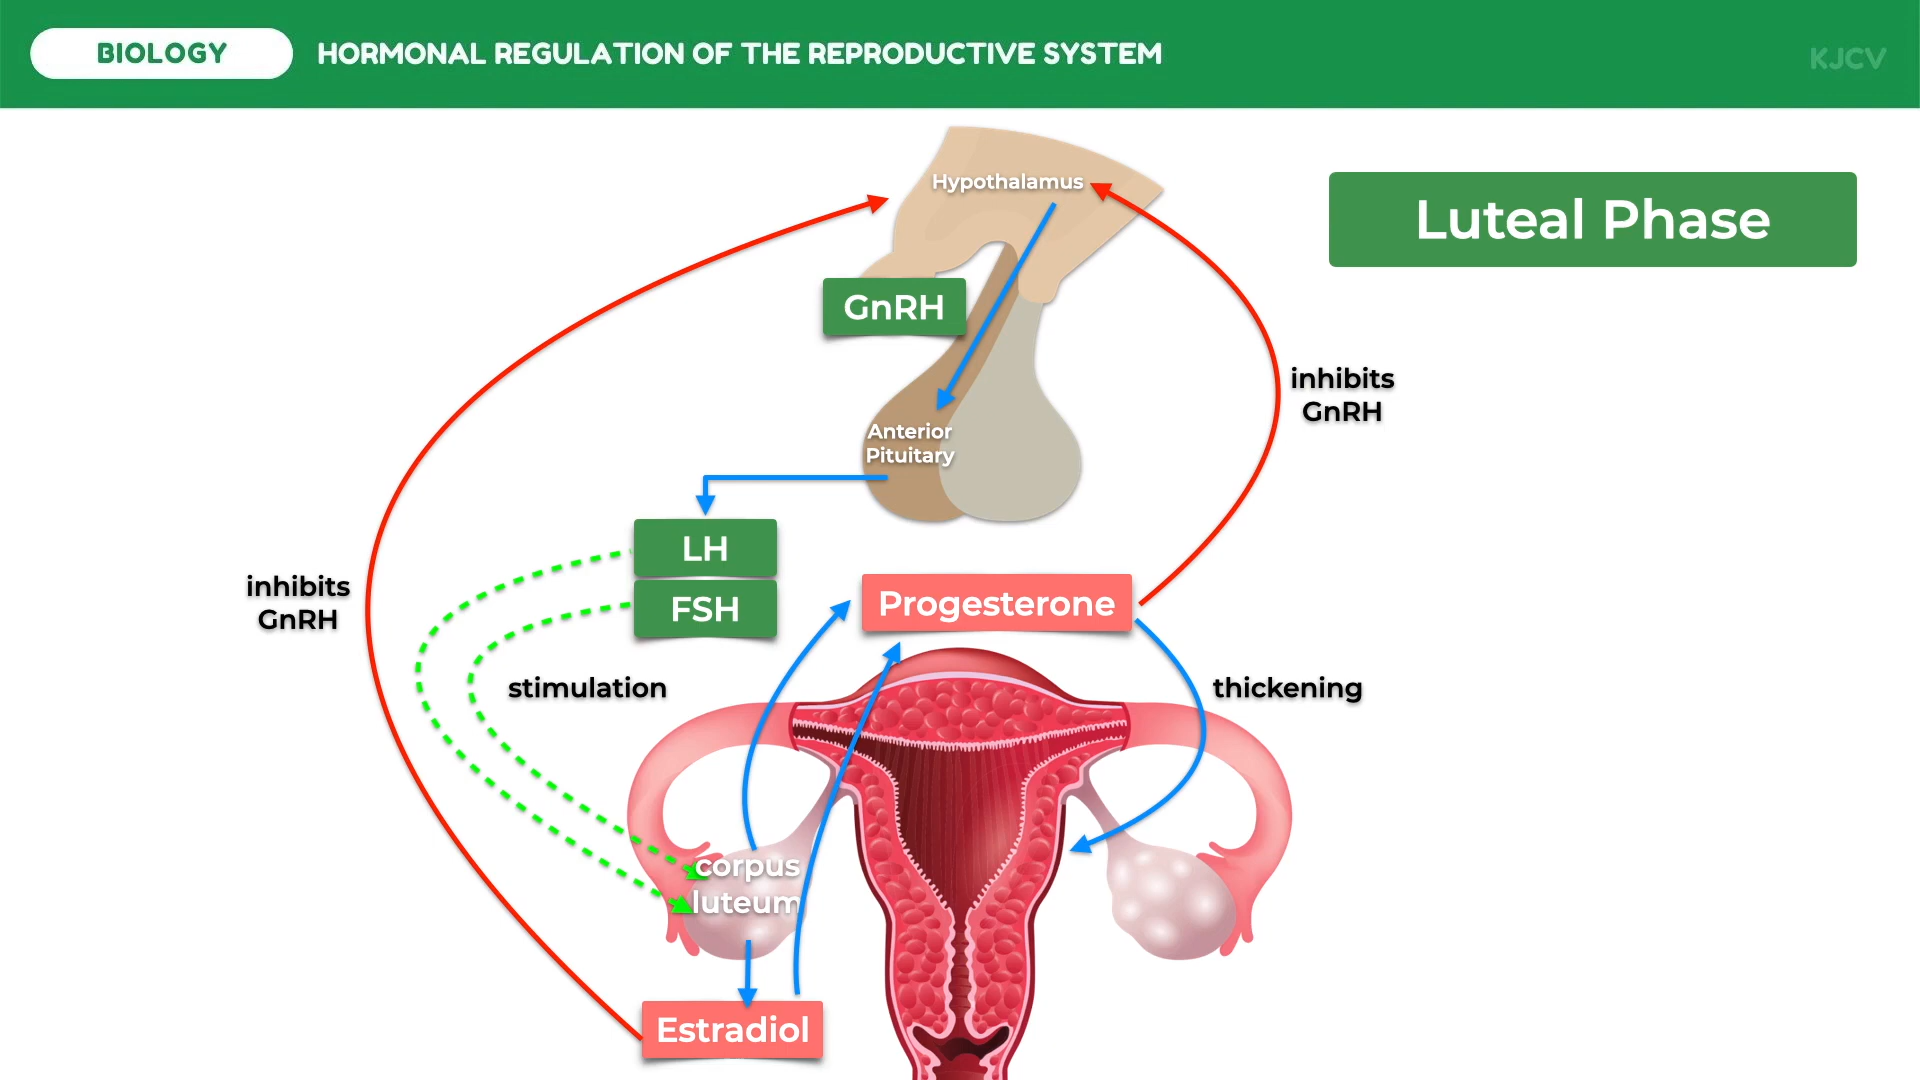 BIOLOGY
HORMONAL REGULATION OF THE REPRODUCTIVE SYSTEM
KJCV
Hypothalamus
Luteal Phase
GnRH
inhibits
GnRH
Anterior
Pituitary
LH
FSH
inhibits
GnRH
Progesterone
stimulation
thickening
corpus
luteum
Estradiol